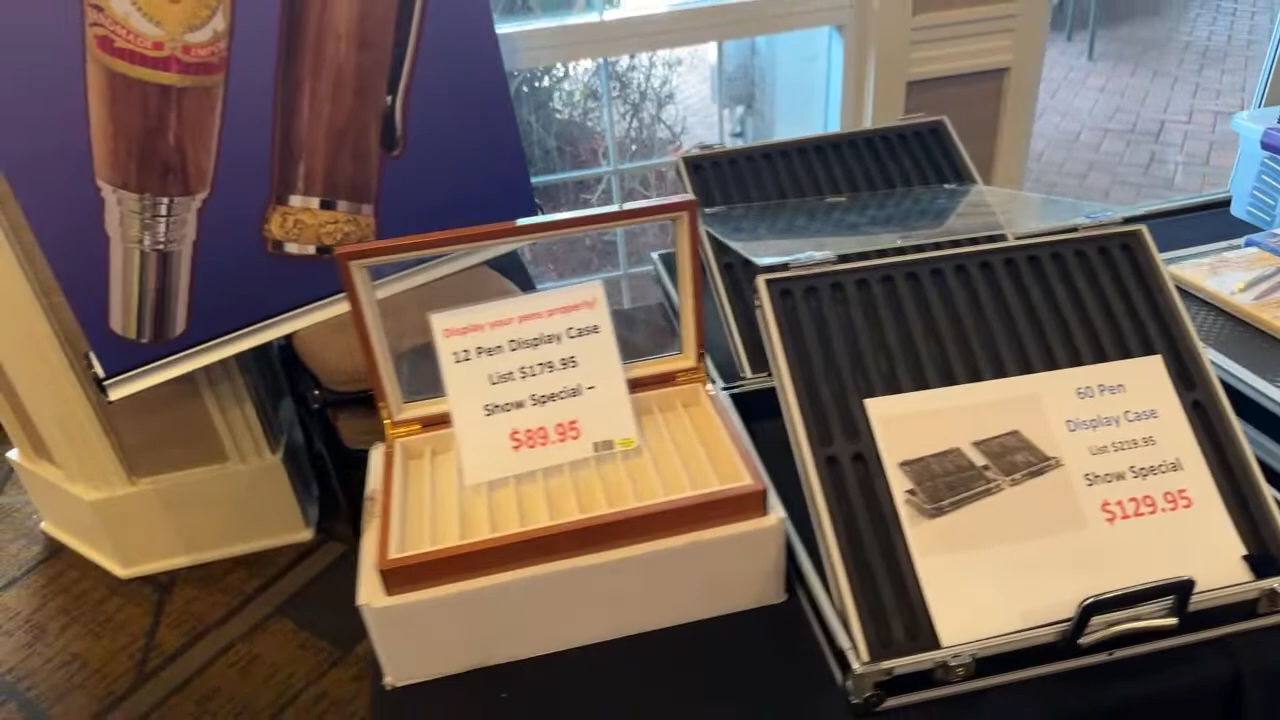 HANDMADE
Display your pens properly!
12 Pen Display Case
List $179.95
Show Special –
$89.95
60 Pen
Display Case
List $219.95
Show Special
$129.95